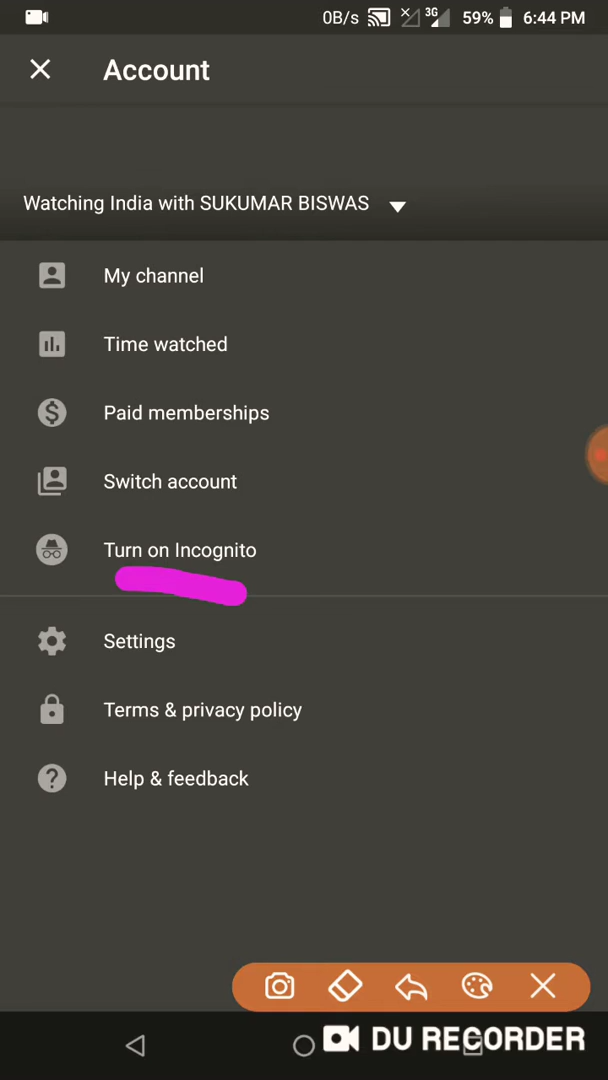 0B/s 3G 59% 6:44 PM
Account
Watching India with SUKUMAR BISWAS
My channel
Time watched
Paid memberships
Switch account
Turn on Incognito
Settings
Terms & privacy policy
Help & feedback
DU RECORDER